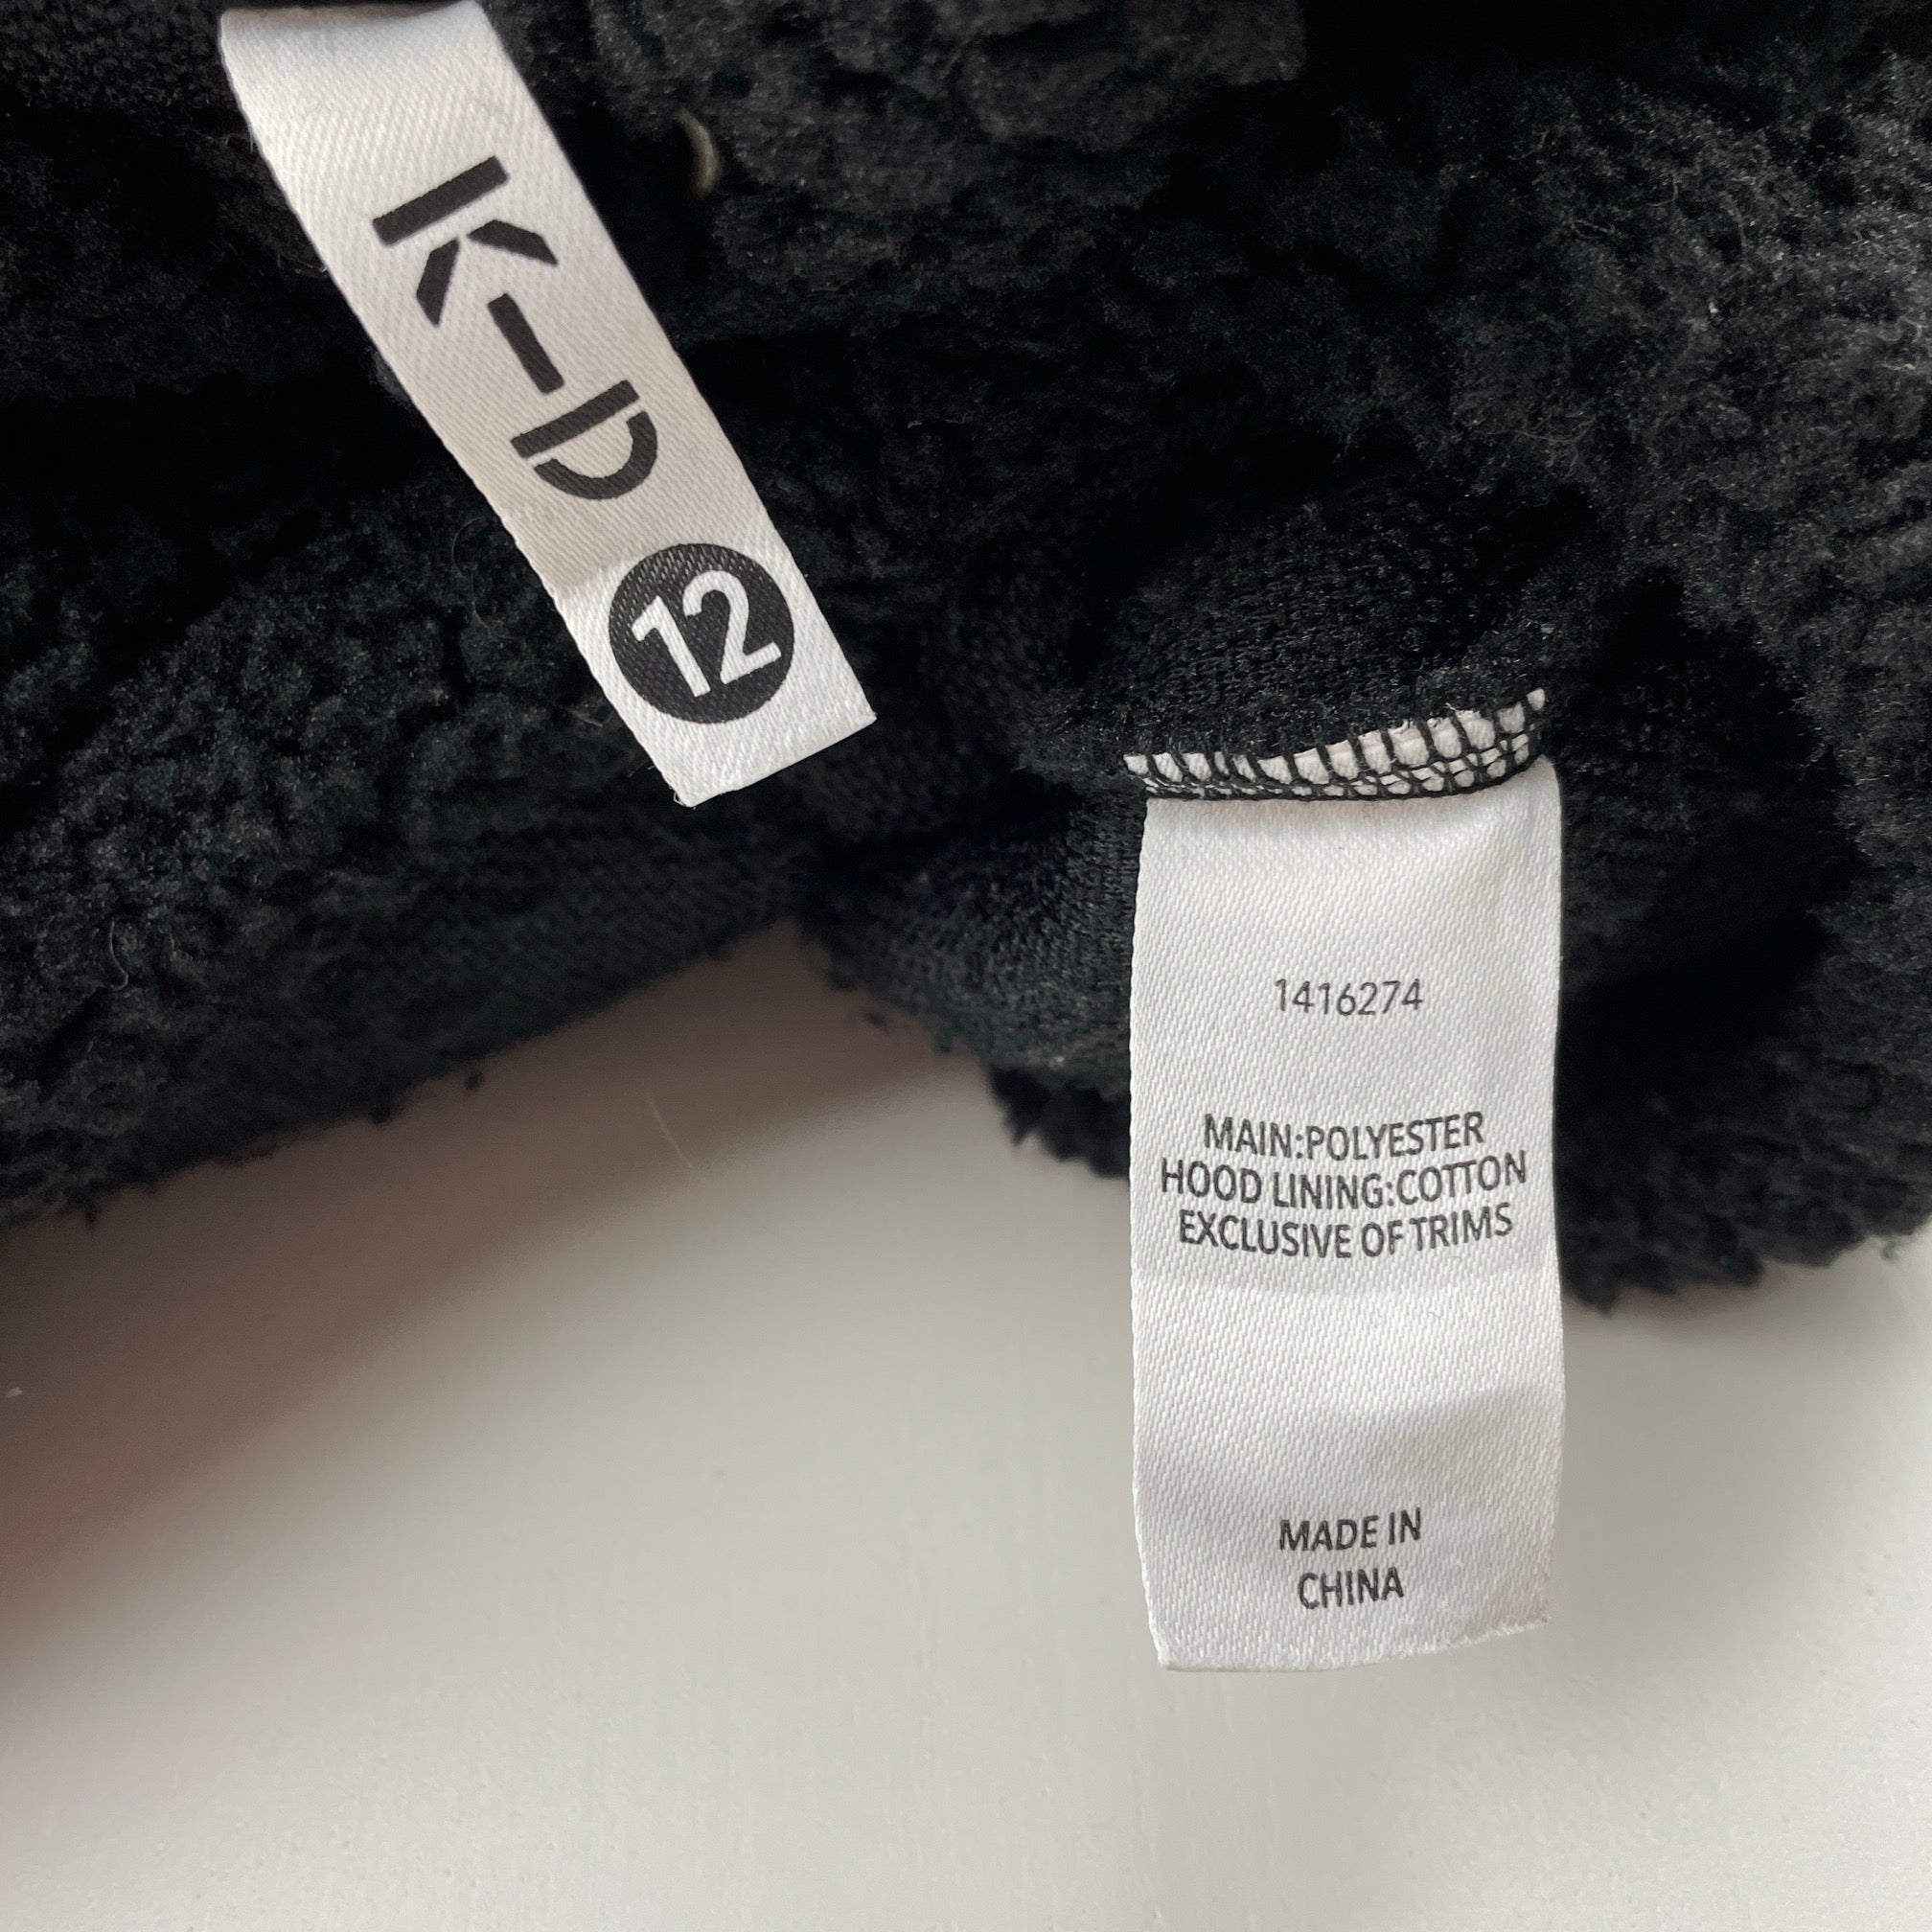 K-D
12
1416274
MAIN:POLYESTER
HOOD LINING:COTTON
EXCLUSIVE OF TRIMS
MADE IN
CHINA